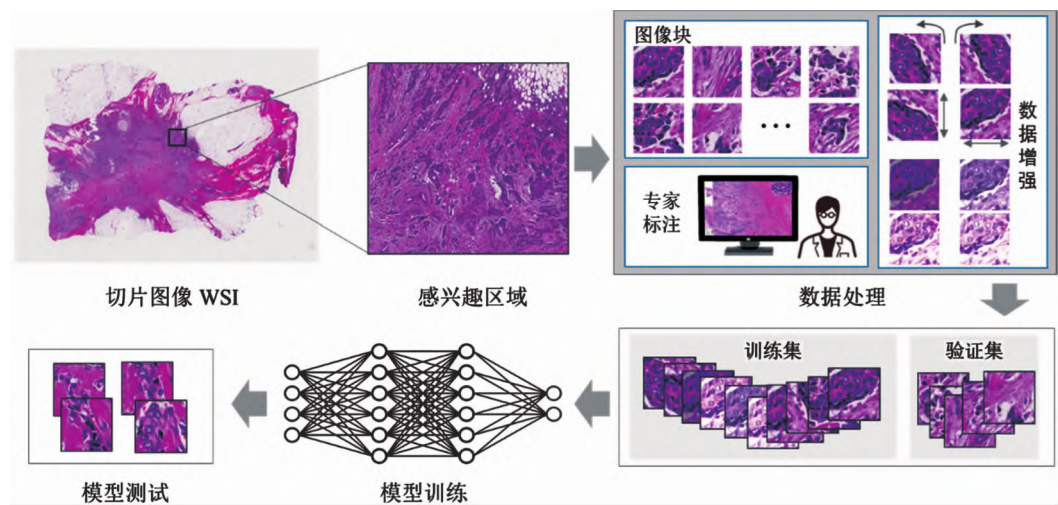 图像块
专家
标注
数据增强
切片图像 WSI
感兴趣区域
数据处理
训练集
验证集
模型测试
模型训练